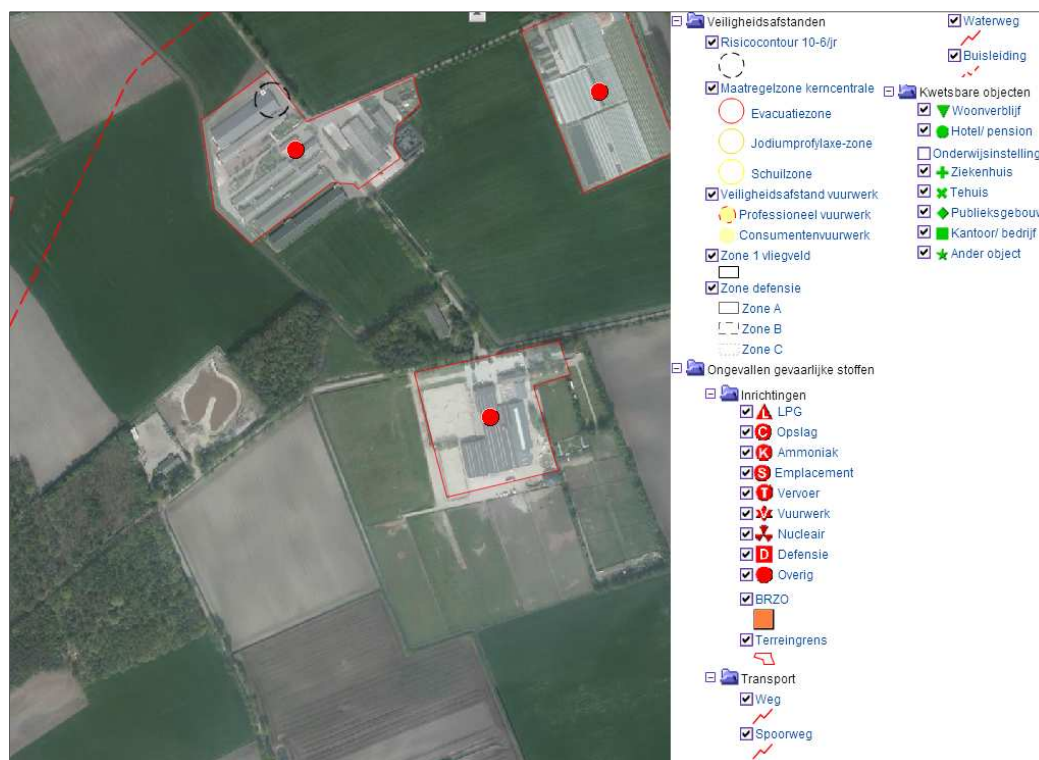 Veiligheidsafstanden
Risicocontour 10-6/jr
Maatregelzone kerncentrale
Evacuatiezone
Jodiumprofylaxe-zone
Schuilzone
Veiligheidsafstand vuurwerk
Professioneel vuurwerk
Consumentenvuurwerk
Zone 1 vliegveld
Zone defensie
Zone A
Zone B
Zone C
Ongevallen gevaarlijke stoffen
Inrichtingen
L LPG
C Opslag
K Ammoniak
S Emplacement
T Vervoer
V Vuurwerk
Nucleair
D Defensie
Overig
BRZO
Terreingrens
Transport
Weg
Spoorweg
Waterweg
Buisleiding
Kwetsbare objecten
Woonverblijf
Hotel/ pension
Onderwijsinstelling
Ziekenhuis
Tehuis
Publieksgebouw
Kantoor/ bedrijf
Ander object